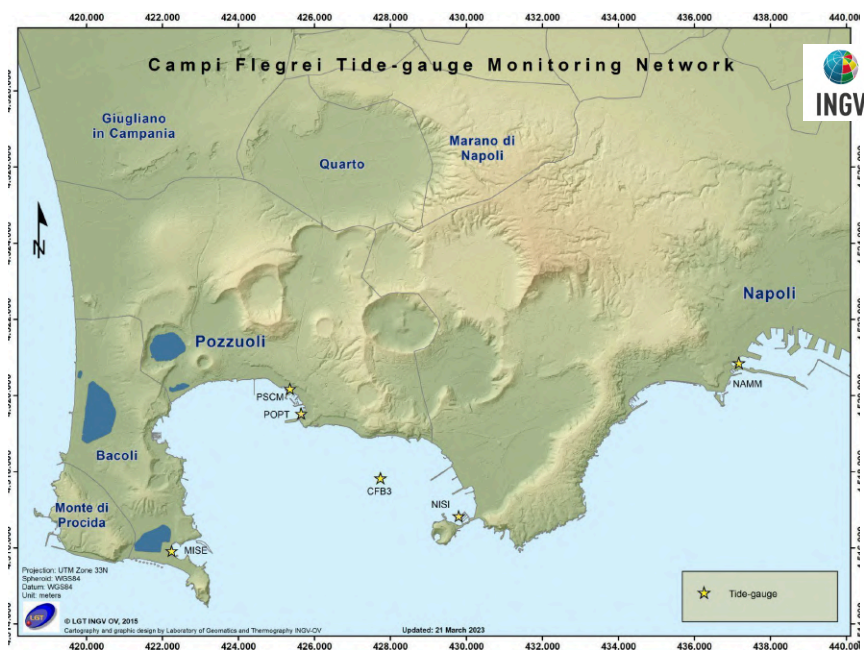 420.000 422.000 424.000 426.000 428.000 430.000 432.000 434.000 436.000 438.000 440.000
Campi Flegrei Tide-gauge Monitoring Network
INGV
Giugliano
in Campania
Marano di
Napoli
Quarto
N
Napoli
Pozzuoli
NAMM
PSCM
POPT
Bacoli
CFB3
NISI
Monte di
Procida
MISE
Projection: UTM Zone 33N
Spheroid: WGS84
Datum: WGS84
Unit: meters
Tide-gauge
LGT
© LGT INGV OV, 2015
Cartography and graphic design by Laboratory of Geomatics and Thermography INGV-OV
Updated: 21 March 2023
420.000 422.000 424.000 426.000 428.000 430.000 432.000 434.000 436.000 438.000 440.000